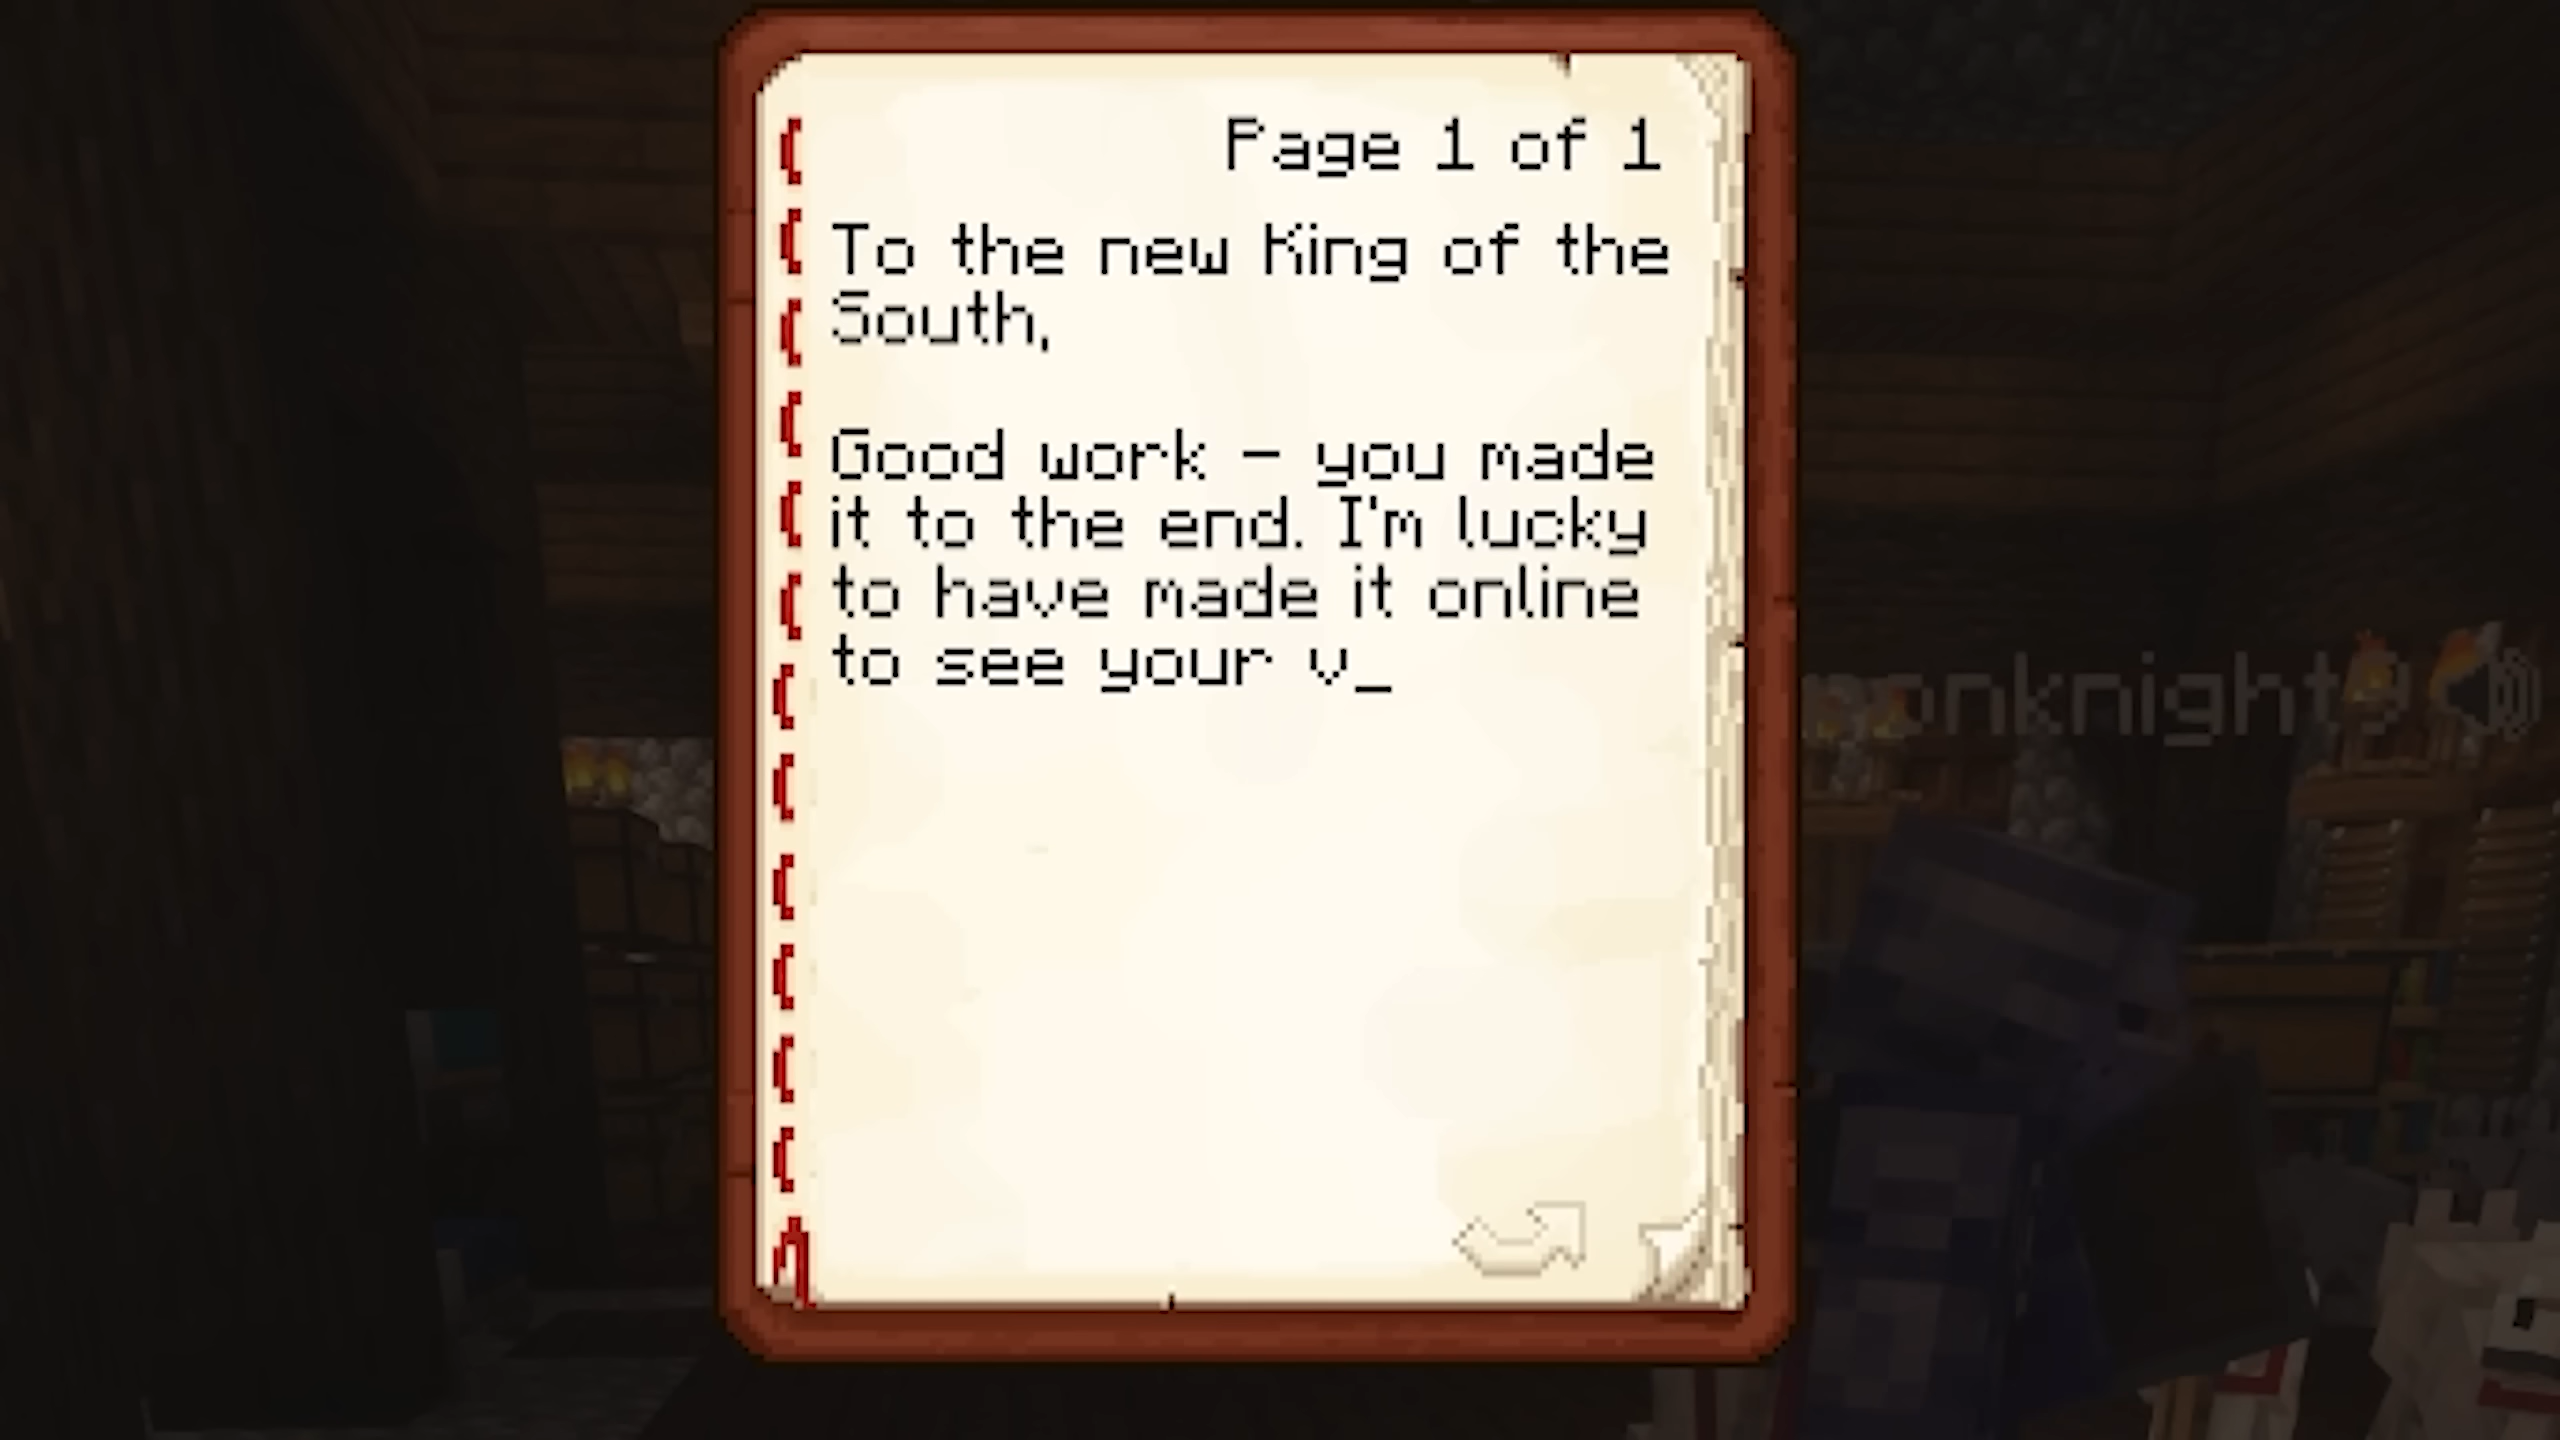 Page 1 of 1
To the new King of the
South,
Good work - you made
it to the end. I'm lucky
to have made it online
to see your v_